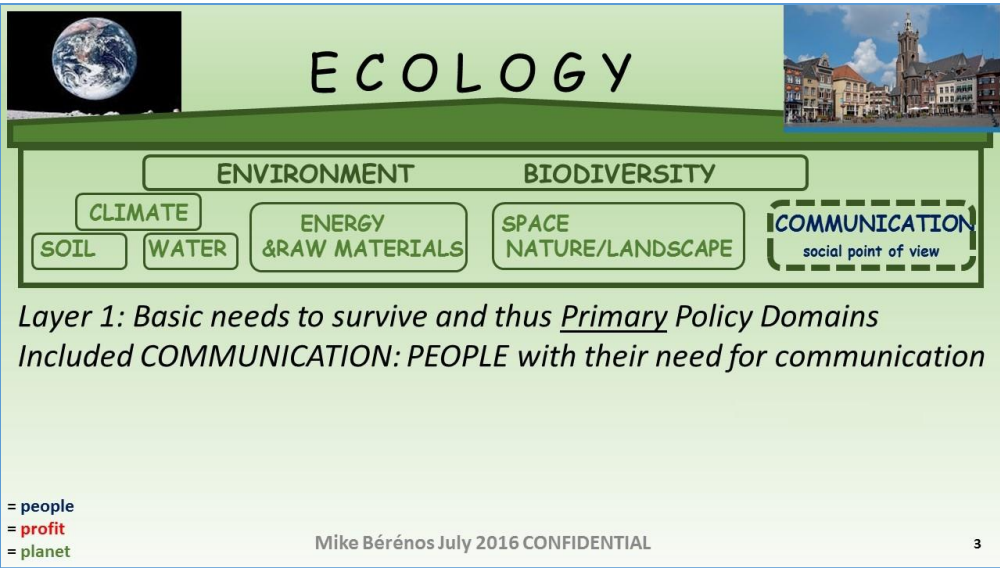 ECOLOGY
ENVIRONMENT BIODIVERSITY
CLIMATE
SOIL
WATER
ENERGY
&RAW MATERIALS
SPACE
NATURE/LANDSCAPE
COMMUNICATION
social point of view
Layer 1: Basic needs to survive and thus Primary Policy Domains
Included COMMUNICATION: PEOPLE with their need for communication
= people
= profit
= planet
Mike Bérénos July 2016 CONFIDENTIAL
3